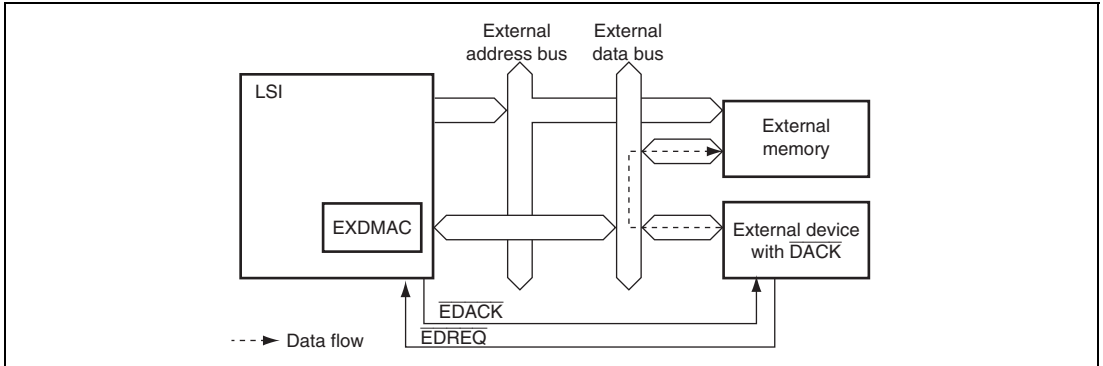 External
address bus
External
data bus
LSI
External
memory
EXDMAC
External device
with DACK
EDACK
EDREQ
Data flow